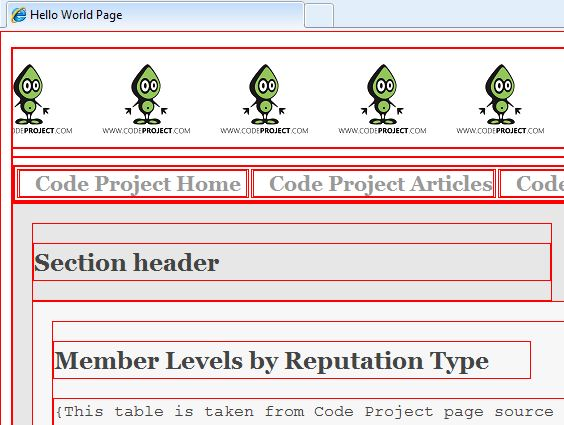 Hello World Page
ODEPROJECT.COM WWW.CODEPROJECT.COM WWW.CODEPROJECT.COM WWW.CODEPROJECT.COM WWW.CODEPROJECT.COM
Code Project Home Code Project Articles Code
Section header
Member Levels by Reputation Type
{This table is taken from Code Project page source